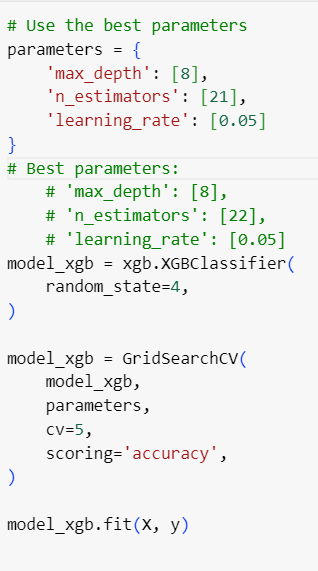 # Use the best parameters
parameters = {
    'max_depth': [8],
    'n_estimators': [21],
    'learning_rate': [0.05]
}
# Best parameters:
    # 'max_depth': [8],
    # 'n_estimators': [22],
    # 'learning_rate': [0.05]
model_xgb = xgb.XGBClassifier(
    random_state=4,
)

model_xgb = GridSearchCV(
    model_xgb,
    parameters,
    cv=5,
    scoring='accuracy',
)

model_xgb.fit(X, y)